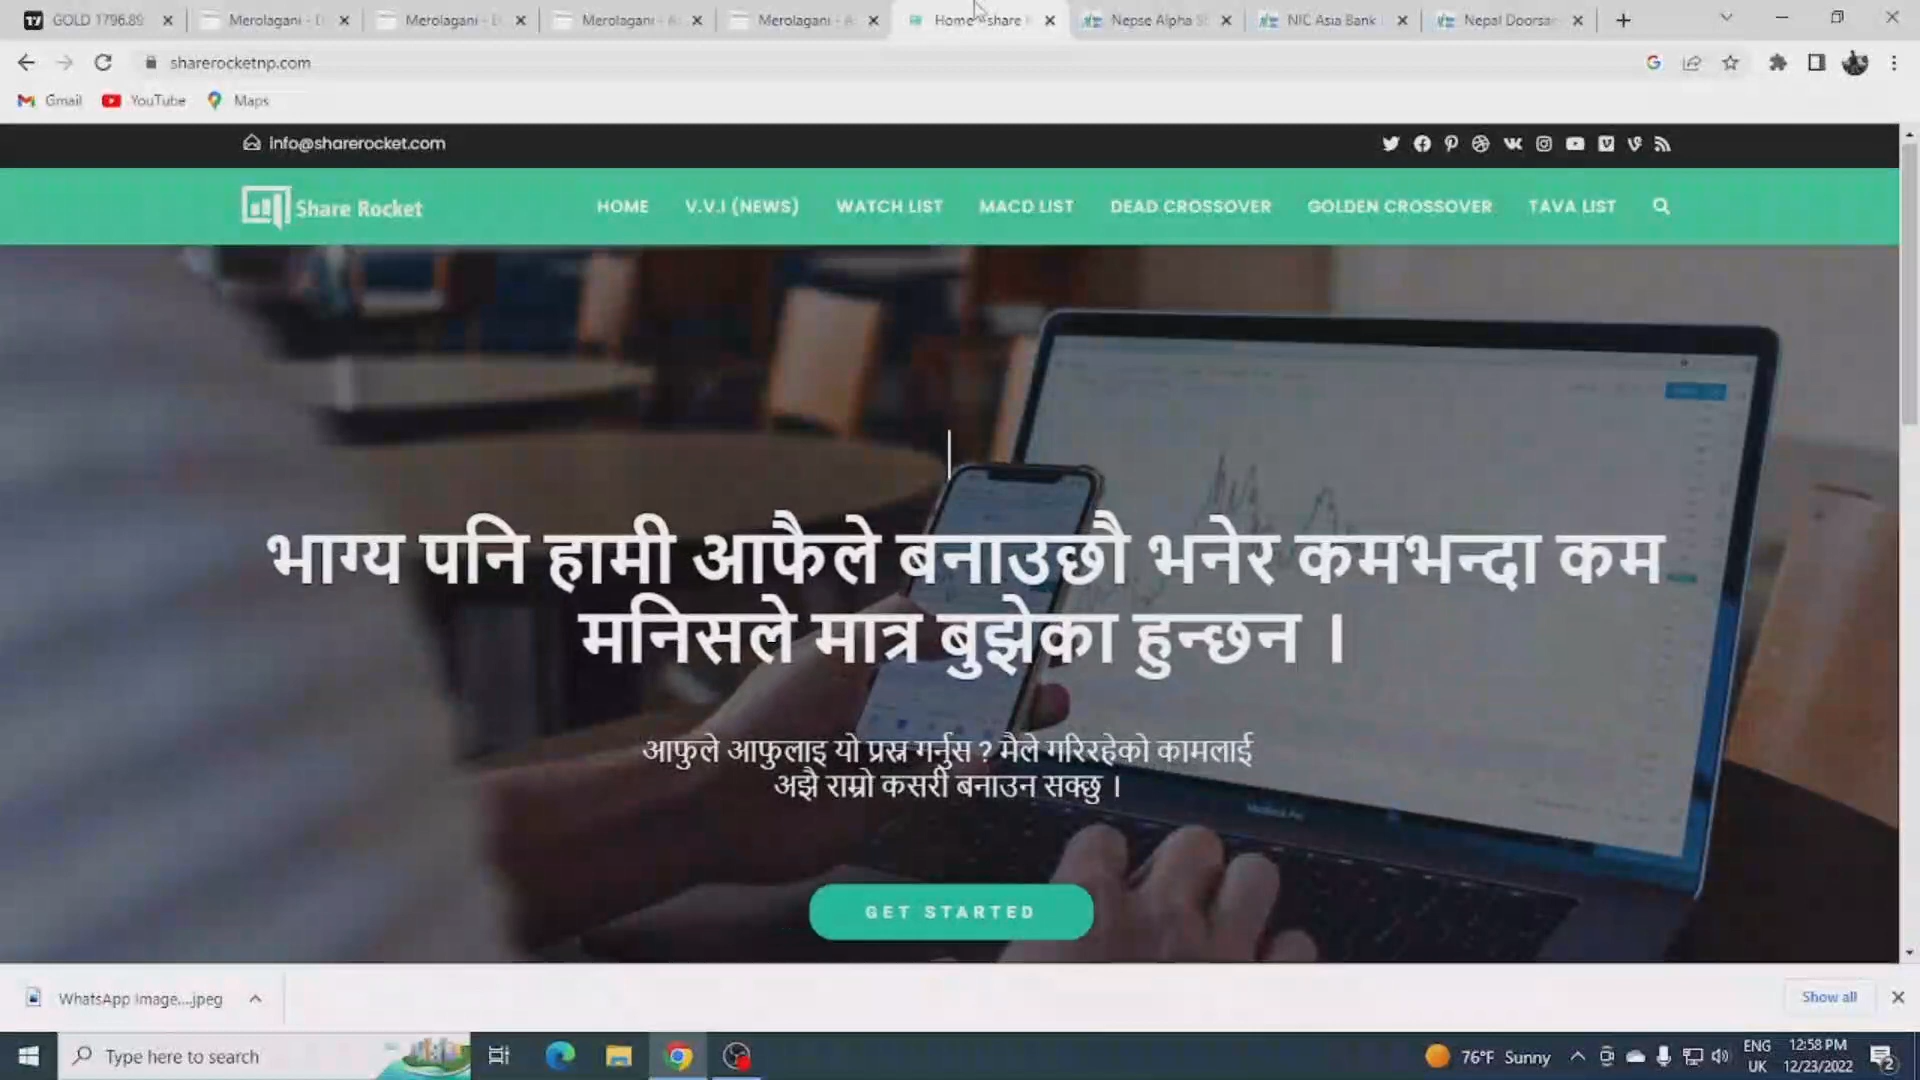 GOLD 1796.89
Merolagani -
Merolagani -
Merolagani -
Merolagani -
Home - share
Nepse Alpha
NIC Asia Bank
Nepal Doorsa
sharerocketnp.com
Gmail
YouTube
Maps
info@sharerocket.com
Share Rocket
HOME
V.V.I (NEWS)
WATCH LIST
MACD LIST
DEAD CROSSOVER
GOLDEN CROSSOVER
TAVA LIST
भाग्य पनि हामी आफैले बनाउछौ भनेर कमभन्दा कम
मनिसले मात्र बुझेका हुन्छन ।
आफुले आफुलाइ यो प्रस्न गर्नुस ? मैले गरिरहेको कामलाई
अझै राम्रो कसरी बनाउन सक्छु ।
GET STARTED
WhatsApp Image....jpeg
Show all
Type here to search
76°F Sunny
ENG
UK
12:58 PM
12/23/2022
2